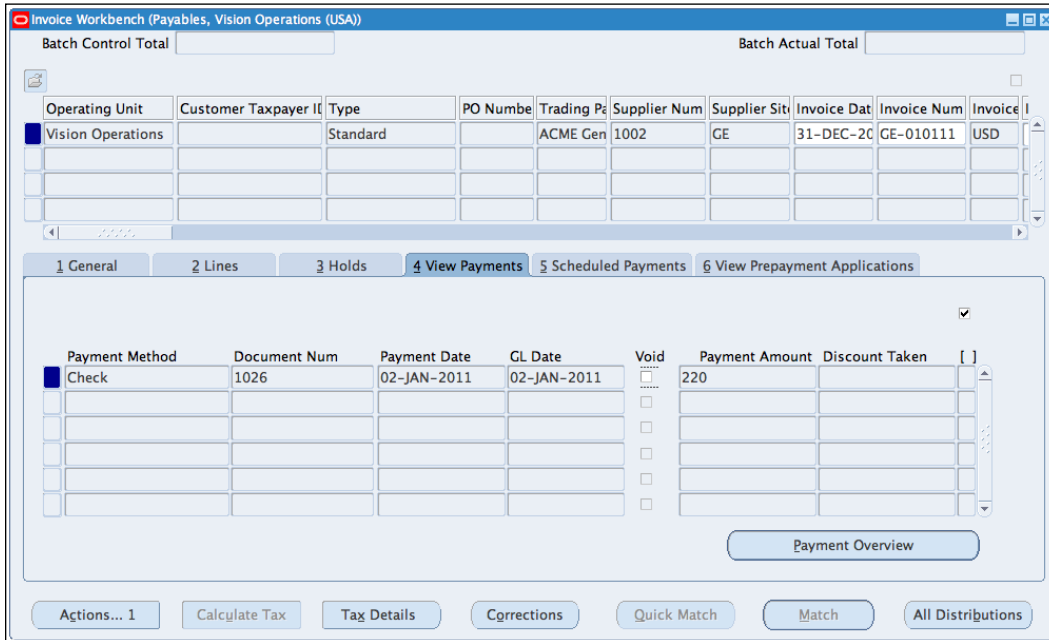 Invoice Workbench (Payables, Vision Operations (USA))
Batch Control Total Batch Actual Total
Operating Unit Customer Taxpayer ID Type PO Numbe Trading Pa Supplier Num Supplier Site Invoice Dat Invoice Num Invoice I
Vision Operations Standard ACME Gen 1002 GE 31-DEC-20 GE-010111 USD
1 General 2 Lines 3 Holds 4 View Payments 5 Scheduled Payments 6 View Prepayment Applications
Payment Method Document Num Payment Date GL Date Void Payment Amount Discount Taken [ ]
Check 1026 02-JAN-2011 02-JAN-2011 220
Payment Overview
Actions... 1 Calculate Tax Tax Details Corrections Quick Match Match All Distributions